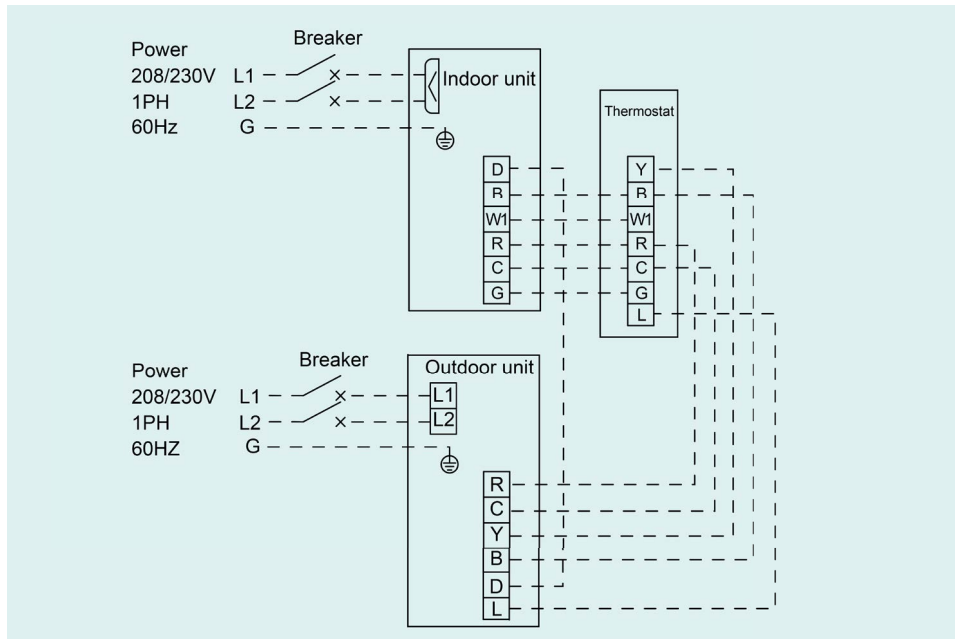 Breaker
Power
208/230V L1
1PH L2
60Hz G
Indoor unit
D
B
W1
R
C
G
Thermostat
Y
B
W1
R
C
G
L
Breaker
Power
208/230V L1
1PH L2
60HZ G
Outdoor unit
L1
L2
R
C
Y
B
D
L